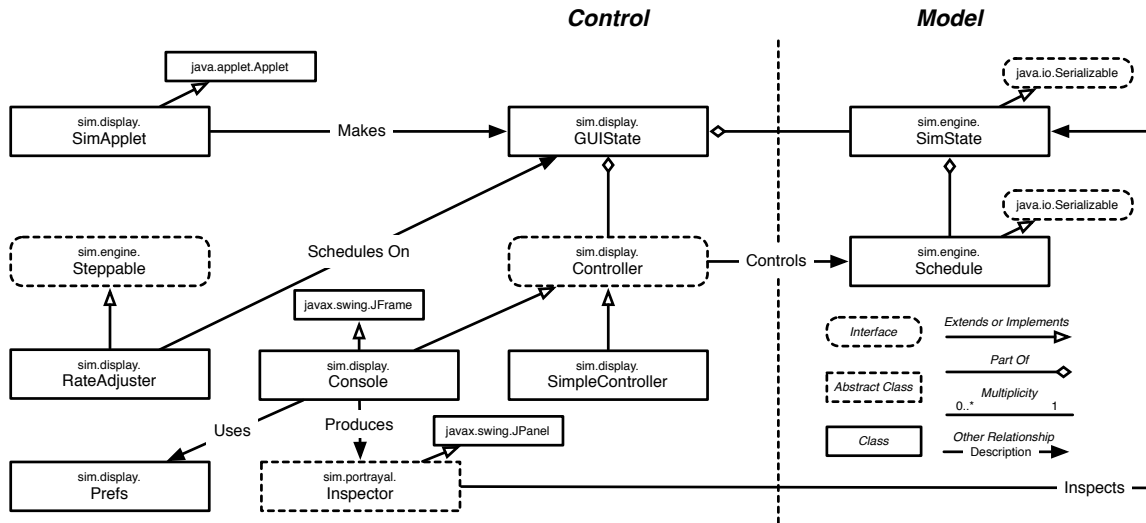 Control
Model
java.applet.Applet
java.io.Serializable
sim.display.
SimApplet
Makes
sim.display.
GUIState
sim.engine.
SimState
java.io.Serializable
sim.engine.
Steppable
Schedules On
sim.display.
Controller
Controls
sim.engine.
Schedule
javax.swing.JFrame
sim.display.
RateAdjuster
sim.display.
Console
sim.display.
SimpleController
Interface
Extends or Implements
Part Of
Abstract Class
Multiplicity
0..* 1
Uses
Produces
javax.swing.JPanel
Class
Other Relationship
Description
sim.display.
Prefs
sim.portrayal.
Inspector
Inspects